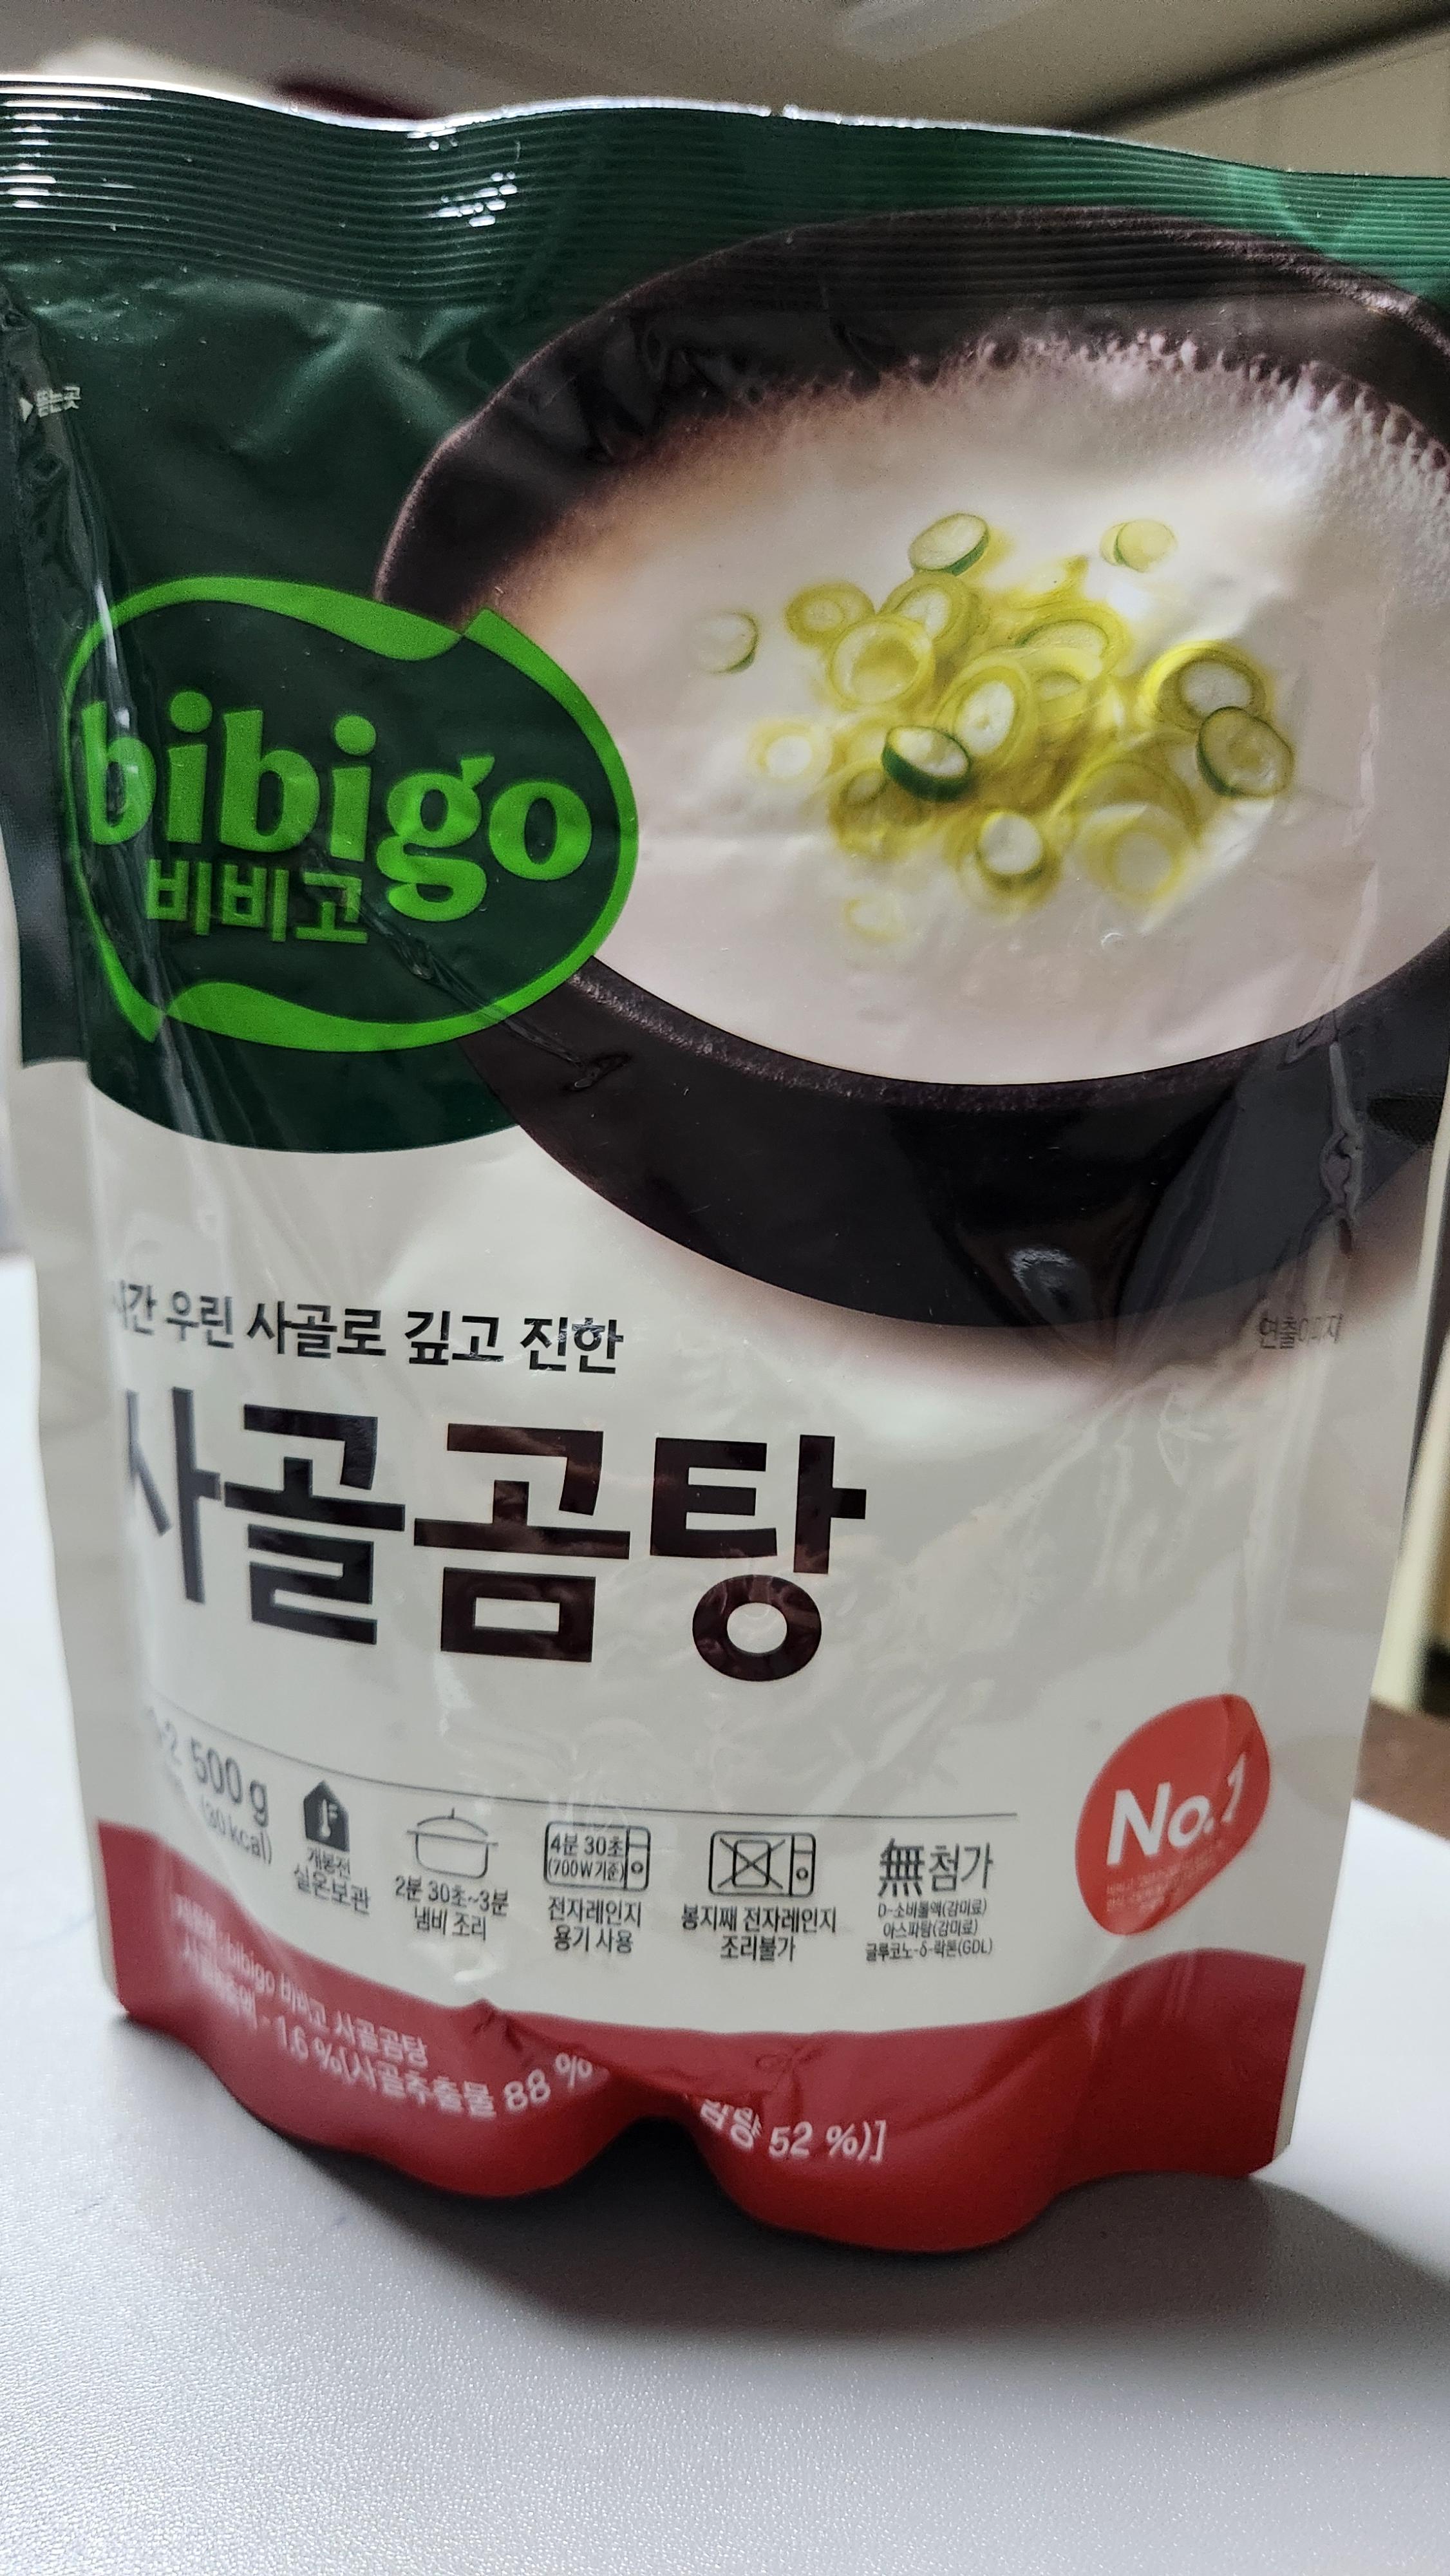 뜯는곳
bibigo
비비고
시간 우린 사골로 깊고 진한
연출이미지
사골곰탕
500 g
개봉전
실온보관
2분 30초~3분
냄비 조리
4분 30초
(700W기준)
전자레인지
용기 사용
봉지째 전자레인지
조리불가
無첨가
D-소비톨액(감미료)
아스파탐(감미료)
글루코노-δ-락톤(GDL)
No.1
bibigo 비비고 사골곰탕
1.6 %[사골추출물 88 %
함량 52 %)]